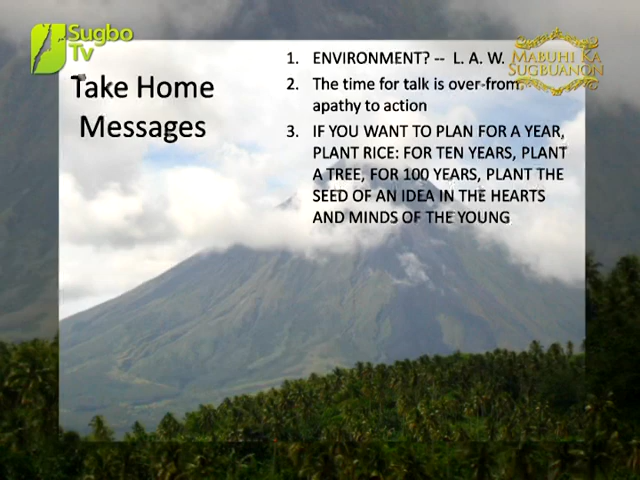 Sugbo
Tv
MABUHI KA
SUGBUANON
Take Home
Messages
1. ENVIRONMENT? -- L. A. W.
2. The time for talk is over-from
apathy to action
3. IF YOU WANT TO PLAN FOR A YEAR,
PLANT RICE: FOR TEN YEARS, PLANT
A TREE, FOR 100 YEARS, PLANT THE
SEED OF AN IDEA IN THE HEARTS
AND MINDS OF THE YOUNG